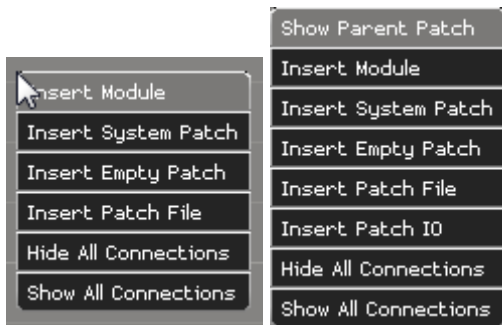 Insert Module
Insert System Patch
Insert Empty Patch
Insert Patch File
Hide All Connections
Show All Connections
Show Parent Patch
Insert Module
Insert System Patch
Insert Empty Patch
Insert Patch File
Insert Patch IO
Hide All Connections
Show All Connections